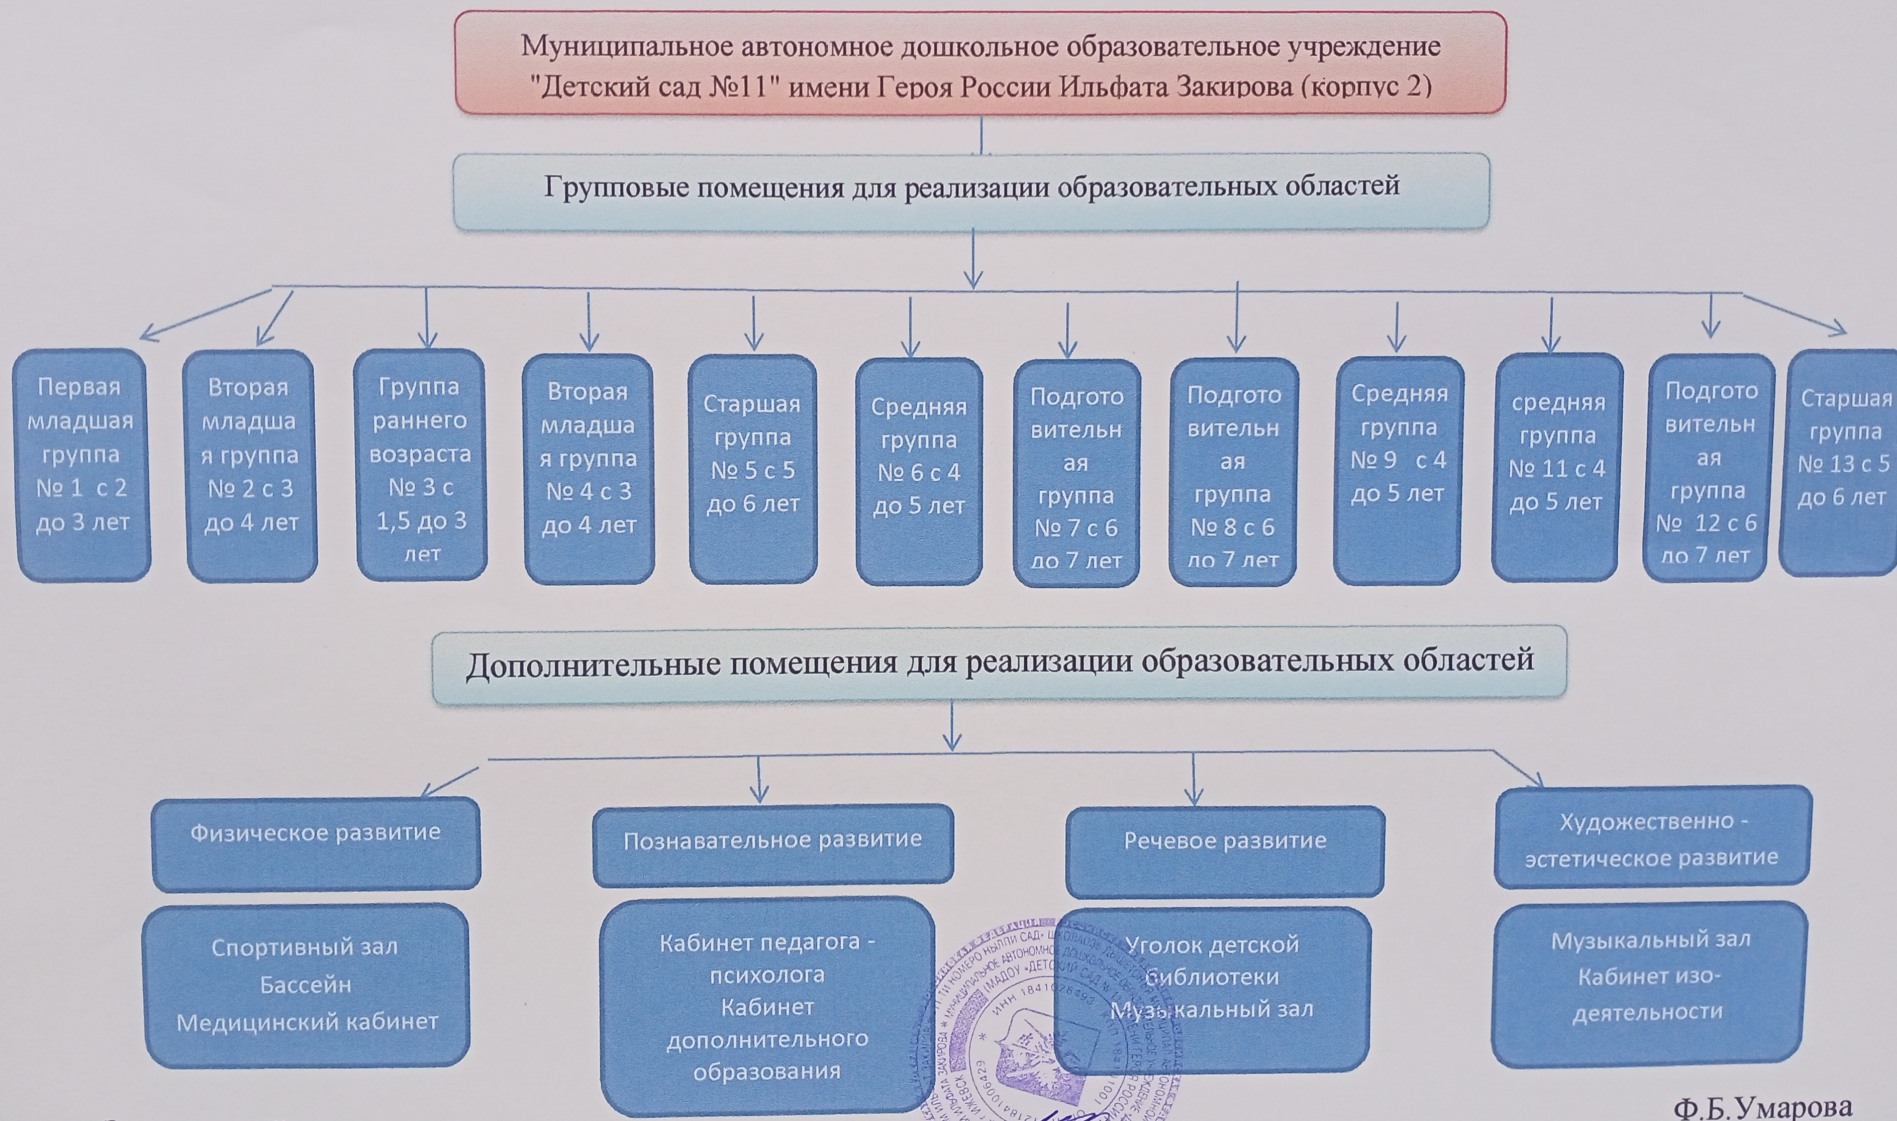 Муниципальное автономное дошкольное образовательное учреждение
"Детский сад №11" имени Героя России Ильфата Закирова (корпус 2)
Групповые помещения для реализации образовательных областей
Первая
младшая
группа
№ 1 с 2
до 3 лет
Вторая
младша
я группа
№ 2 с 3
до 4 лет
Группа
раннего
возраста
№ 3 с
1,5 до 3
лет
Вторая
младша
я группа
№ 4 с 3
до 4 лет
Старшая
группа
№ 5 с 5
до 6 лет
Средняя
группа
№ 6 с 4
до 5 лет
Подгото
вительн
ая
группа
№ 7 с 6
до 7 лет
Подгото
вительн
ая
группа
№ 8 с 6
до 7 лет
Средняя
группа
№ 9 с 4
до 5 лет
средняя
группа
№ 11 с 4
до 5 лет
Подгото
вительн
ая
группа
№ 12 с 6
до 7 лет
Старшая
группа
№ 13 с 5
до 6 лет
Дополнительные помещения для реализации образовательных областей
Физическое развитие
Познавательное развитие
Речевое развитие
Художественно -
эстетическое развитие
Спортивный зал
Бассейн
Медицинский кабинет
Кабинет педагога -
психолога
Кабинет
дополнительного
образования
Уголок детской
библиотеки
Музыкальный зал
Музыкальный зал
Кабинет изо-
деятельности
Ф.Б.Умарова